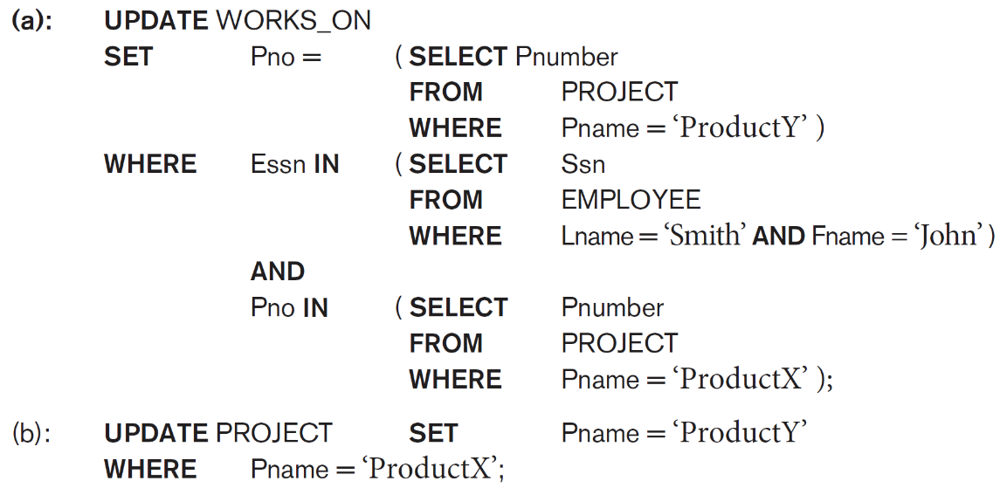 (a): UPDATE WORKS_ON
SET Pno = ( SELECT Pnumber
FROM PROJECT
WHERE Pname = ‘ProductY’ )
WHERE Essn IN ( SELECT Ssn
FROM EMPLOYEE
WHERE Lname = ‘Smith’ AND Fname = ‘John’ )
AND
Pno IN ( SELECT Pnumber
FROM PROJECT
WHERE Pname = ‘ProductX’ );
(b): UPDATE PROJECT SET Pname = ‘ProductY’
WHERE Pname = ‘ProductX’;